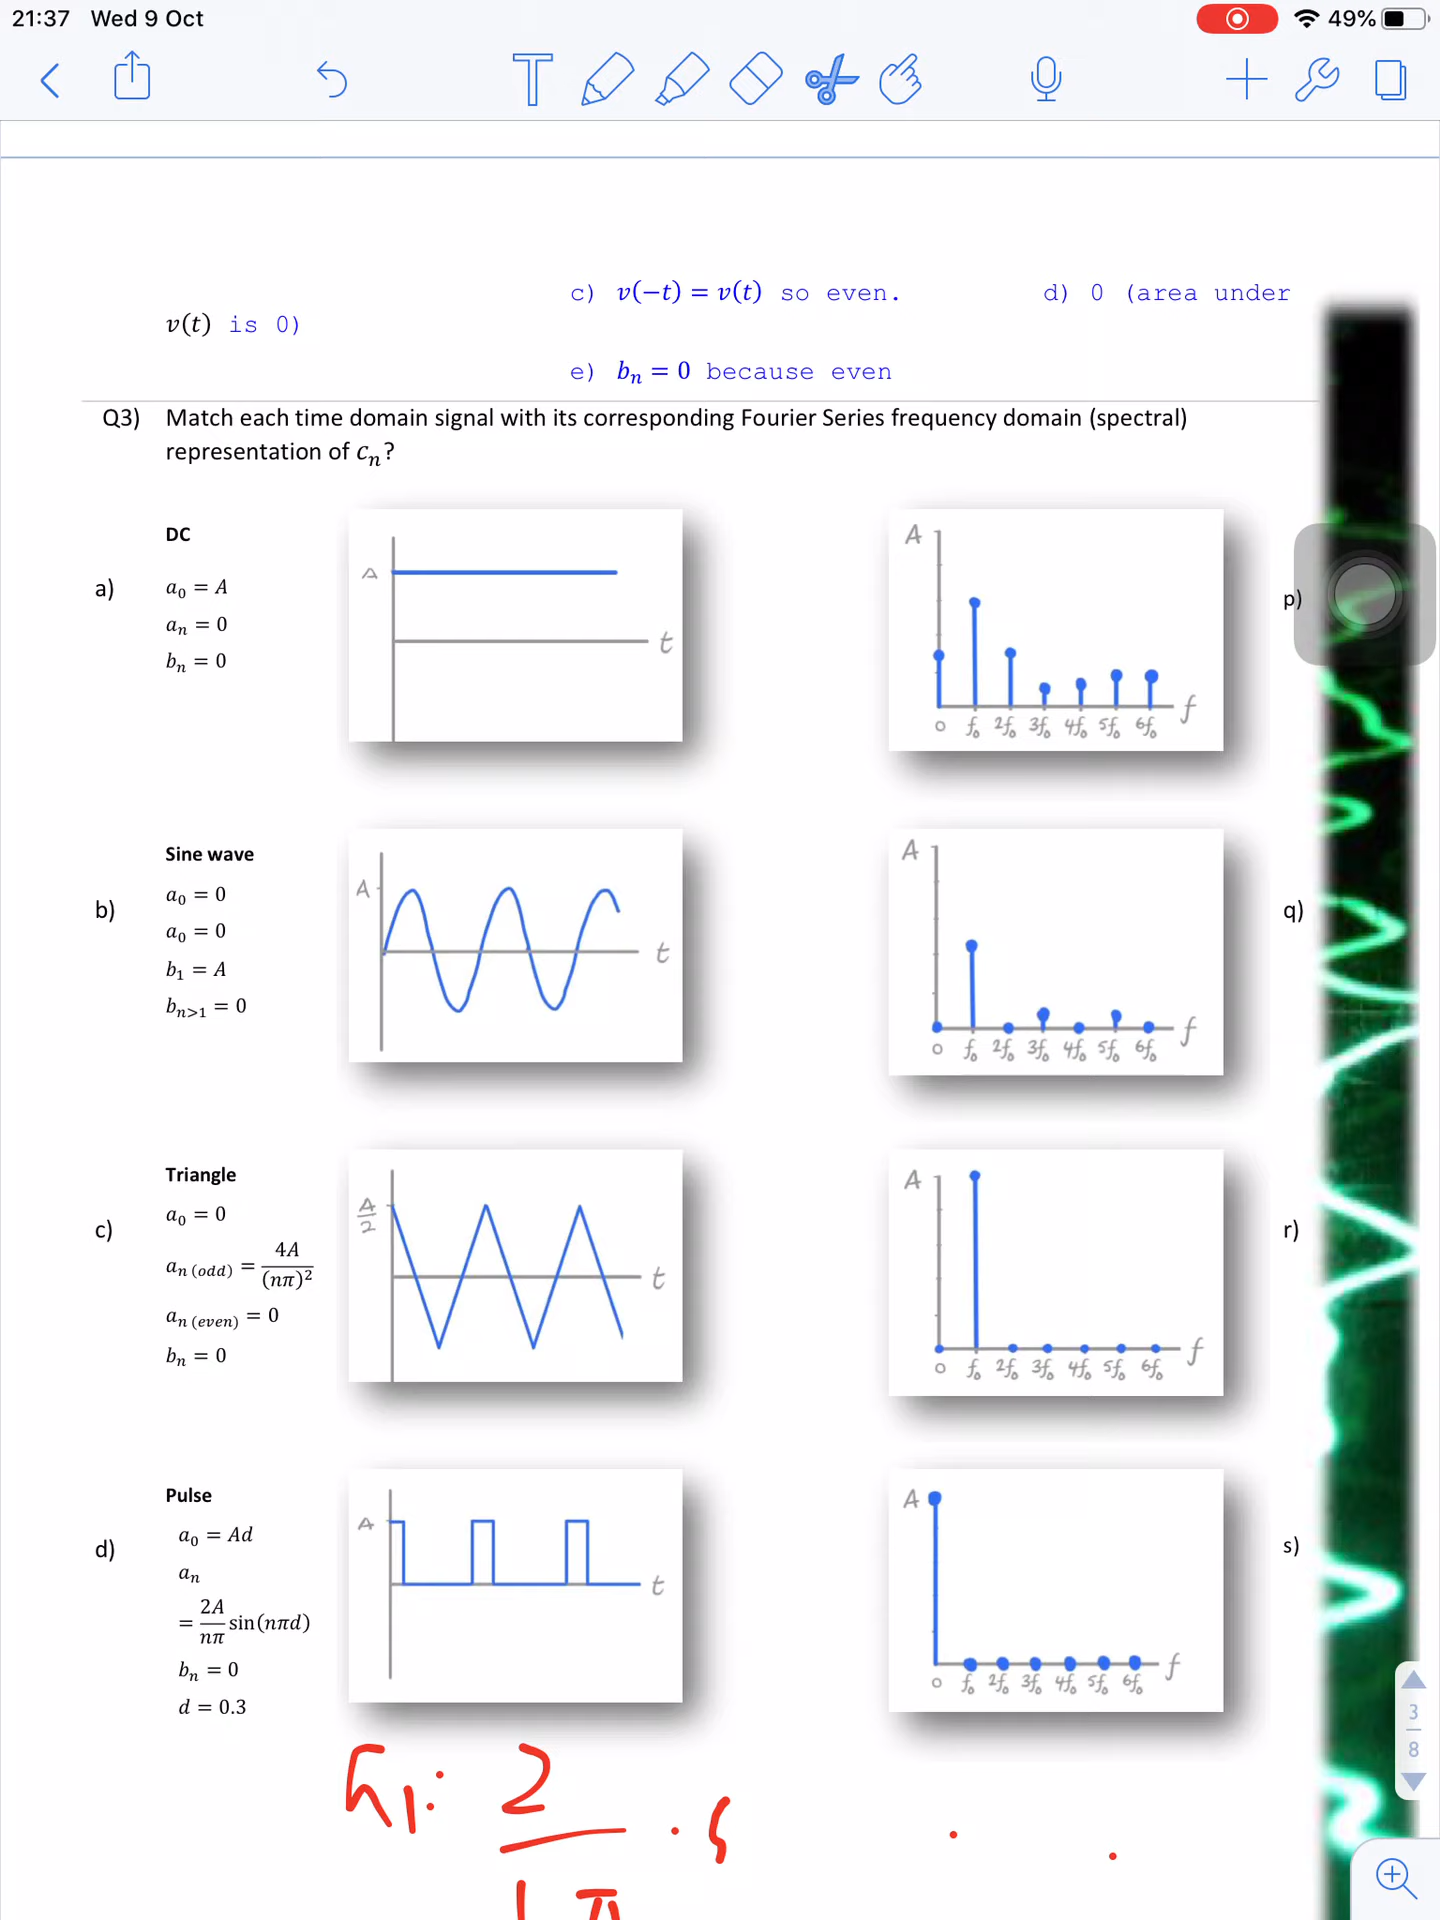 21:37 Wed 9 Oct 49%
c) v(−t) = v(t) so even. d) 0 (area under
v(t) is 0)
e) bₙ = 0 because even
Q3) Match each time domain signal with its corresponding Fourier Series frequency domain (spectral)
representation of cₙ?
DC
a)
a₀ = A
aₙ = 0
bₙ = 0
A
t
A
0 f₀ 2f₀ 3f₀ 4f₀ 5f₀ 6f₀ f
p)
Sine wave
b)
a₀ = 0
a₀ = 0
b₁ = A
bₙ>₁ = 0
A
t
A
0 f₀ 2f₀ 3f₀ 4f₀ 5f₀ 6f₀ f
q)
Triangle
c)
a₀ = 0
aₙ (odd) = 4A/(nπ)²
aₙ (even) = 0
bₙ = 0
A/2
t
A
0 f₀ 2f₀ 3f₀ 4f₀ 5f₀ 6f₀ f
r)
Pulse
d)
a₀ = Ad
aₙ
= 2A/nπ sin(nπd)
bₙ = 0
d = 0.3
A
t
A
0 f₀ 2f₀ 3f₀ 4f₀ 5f₀ 6f₀ f
s)
3
8
2
1 π